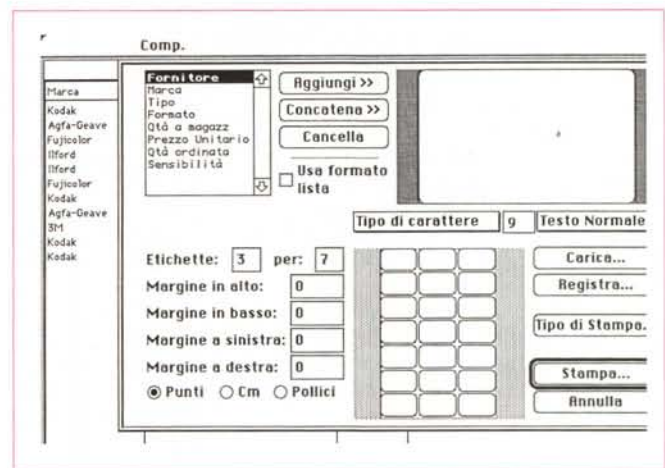 r
Comp.
Marca
Kodak
Agfa-Geave
Fujicolor
Ilford
Ilford
Fujicolor
Kodak
Agfa-Geave
3M
Kodak
Kodak
Fornitore
Marca
Tipo
Formato
Qtà a magazz
Prezzo Unitario
Qtà ordinata
Sensibilità
Aggiungi >>
Concatena >>
Cancella
Usa formato
lista
Tipo di carattere 9 Testo Normale
Etichette: 3 per: 7
Margine in alto: 0
Margine in basso: 0
Margine a sinistra: 0
Margine a destra: 0
Punti Cm Pollici
Carica...
Registra...
Tipo di Stampa.
Stampa...
Annulla